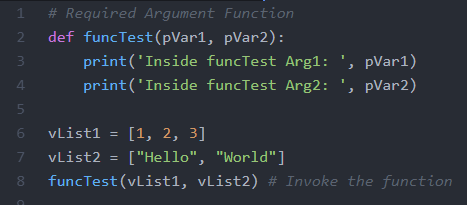 1 # Required Argument Function
2 def funcTest(pVar1, pVar2):
3     print('Inside funcTest Arg1: ', pVar1)
4     print('Inside funcTest Arg2: ', pVar2)
5
6 vList1 = [1, 2, 3]
7 vList2 = ["Hello", "World"]
8 funcTest(vList1, vList2) # Invoke the function